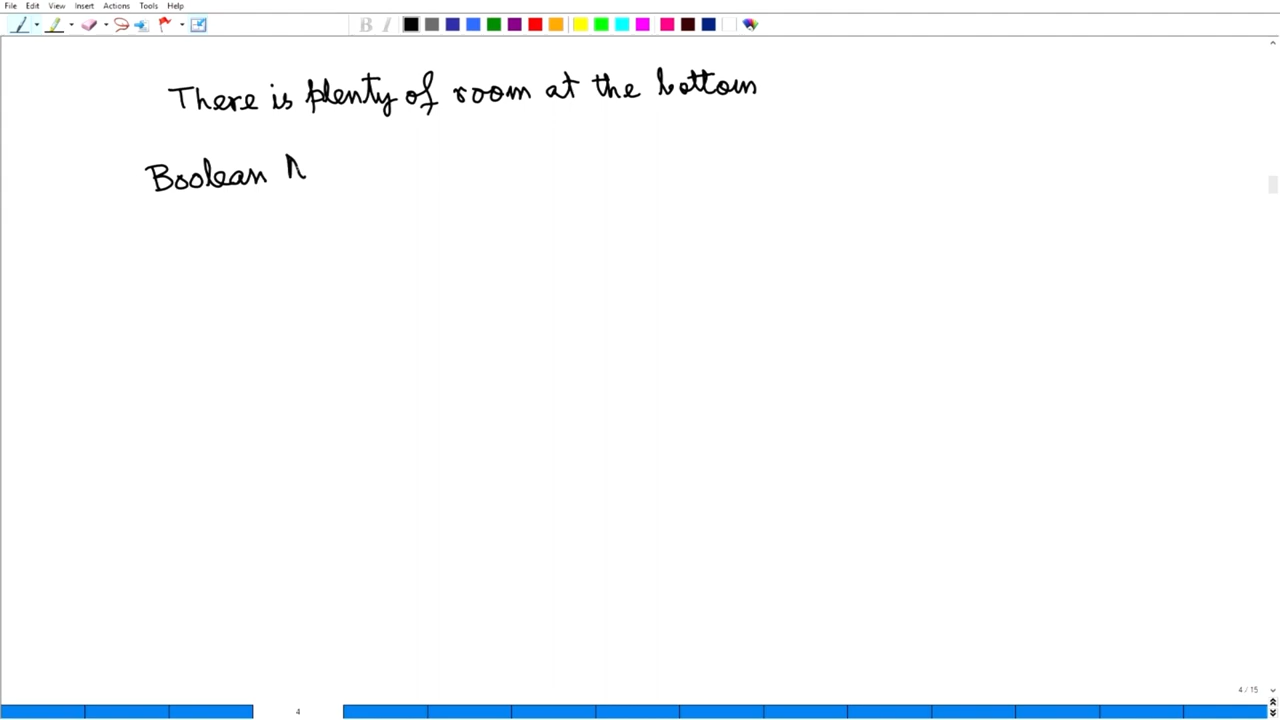 File Edit View Insert Actions Tools Help
B I
There is plenty of room at the bottom
Boolean
4 / 15
4